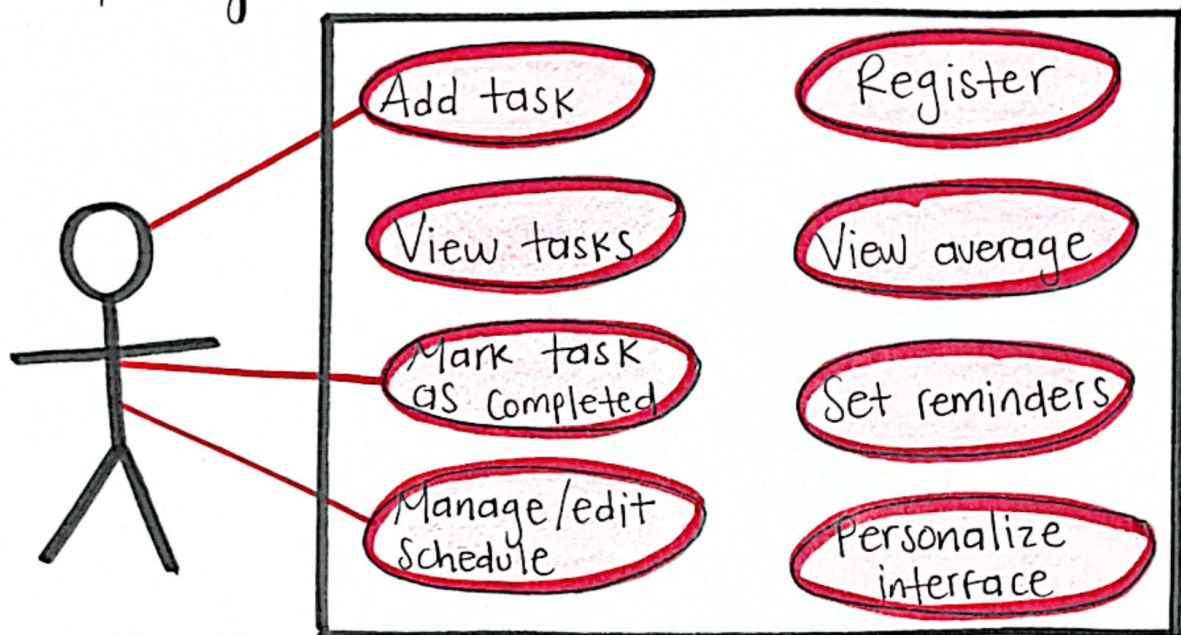 Add task
Register
View tasks
View average
Mark task
as completed
Set reminders
Manage/edit
schedule
Personalize
interface